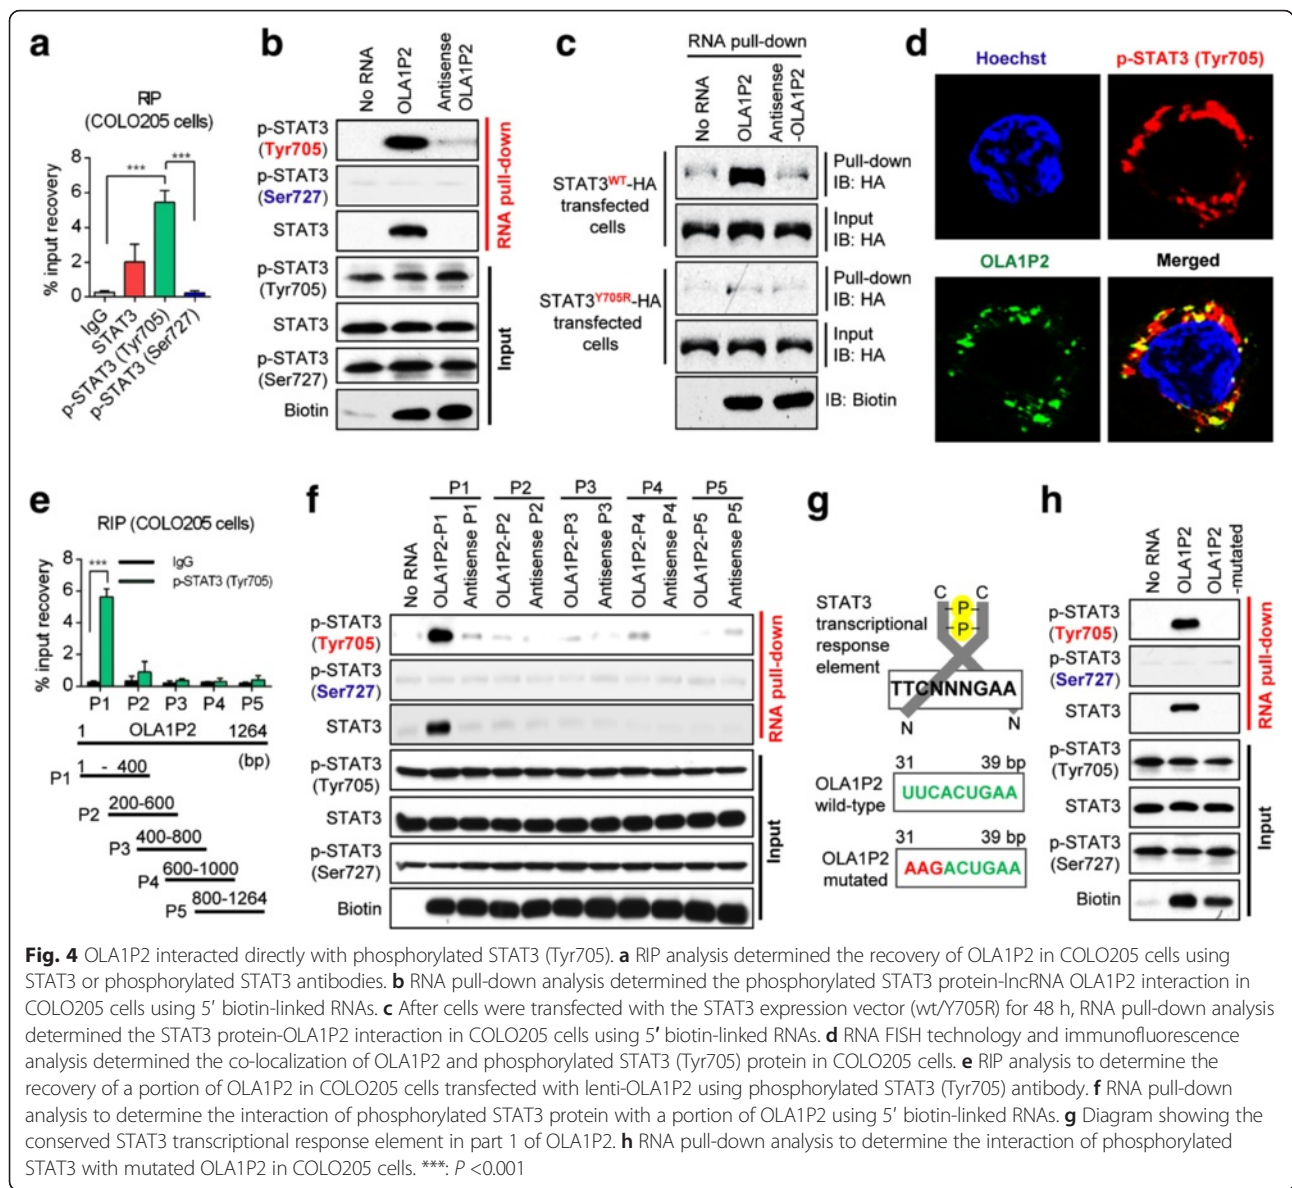 a
RIP
(COLO205 cells)
% input recovery
8
6
4
2
0
***
***
IgG
STAT3
p-STAT3 (Tyr705)
p-STAT3 (Ser727)
b
No RNA
OLA1P2
Antisense
OLA1P2
p-STAT3
(Tyr705)
p-STAT3
(Ser727)
STAT3
p-STAT3
(Tyr705)
STAT3
p-STAT3
(Ser727)
Biotin
RNA pull-down
Input
c
RNA pull-down
No RNA
OLA1P2
Antisense
-OLA1P2
STAT3WT-HA
transfected
cells
STAT3Y705R-HA
transfected
cells
Pull-down
IB: HA
Input
IB: HA
Pull-down
IB: HA
Input
IB: HA
IB: Biotin
d
Hoechst
p-STAT3 (Tyr705)
OLA1P2
Merged
e
RIP (COLO205 cells)
% input recovery
8
6
4
2
0
***
IgG
p-STAT3 (Tyr705)
P1 P2 P3 P4 P5
1 OLA1P2 1264
(bp)
P1 1 - 400
P2 200-600
P3 400-800
P4 600-1000
P5 800-1264
f
P1 P2 P3 P4 P5
No RNA
OLA1P2-P1
Antisense P1
OLA1P2-P2
Antisense P2
OLA1P2-P3
Antisense P3
OLA1P2-P4
Antisense P4
OLA1P2-P5
Antisense P5
p-STAT3
(Tyr705)
p-STAT3
(Ser727)
STAT3
p-STAT3
(Tyr705)
STAT3
p-STAT3
(Ser727)
Biotin
RNA pull-down
Input
g
STAT3
transcriptional
response
element
C C
P
P
TTCNNNGAA
N N
31 39 bp
OLA1P2
wild-type
UUCACUGAA
31 39 bp
OLA1P2
mutated
AAGACUGAA
h
No RNA
OLA1P2
OLA1P2
-mutated
p-STAT3
(Tyr705)
p-STAT3
(Ser727)
STAT3
p-STAT3
(Tyr705)
STAT3
p-STAT3
(Ser727)
Biotin
RNA pull-down
Input
Fig. 4 OLA1P2 interacted directly with phosphorylated STAT3 (Tyr705). a RIP analysis determined the recovery of OLA1P2 in COLO205 cells using
STAT3 or phosphorylated STAT3 antibodies. b RNA pull-down analysis determined the phosphorylated STAT3 protein-lncRNA OLA1P2 interaction in
COLO205 cells using 5′ biotin-linked RNAs. c After cells were transfected with the STAT3 expression vector (wt/Y705R) for 48 h, RNA pull-down analysis
determined the STAT3 protein-OLA1P2 interaction in COLO205 cells using 5′ biotin-linked RNAs. d RNA FISH technology and immunofluorescence
analysis determined the co-localization of OLA1P2 and phosphorylated STAT3 (Tyr705) protein in COLO205 cells. e RIP analysis to determine the
recovery of a portion of OLA1P2 in COLO205 cells transfected with lenti-OLA1P2 using phosphorylated STAT3 (Tyr705) antibody. f RNA pull-down
analysis to determine the interaction of phosphorylated STAT3 protein with a portion of OLA1P2 using 5′ biotin-linked RNAs. g Diagram showing the
conserved STAT3 transcriptional response element in part 1 of OLA1P2. h RNA pull-down analysis to determine the interaction of phosphorylated
STAT3 with mutated OLA1P2 in COLO205 cells. ***: P <0.001